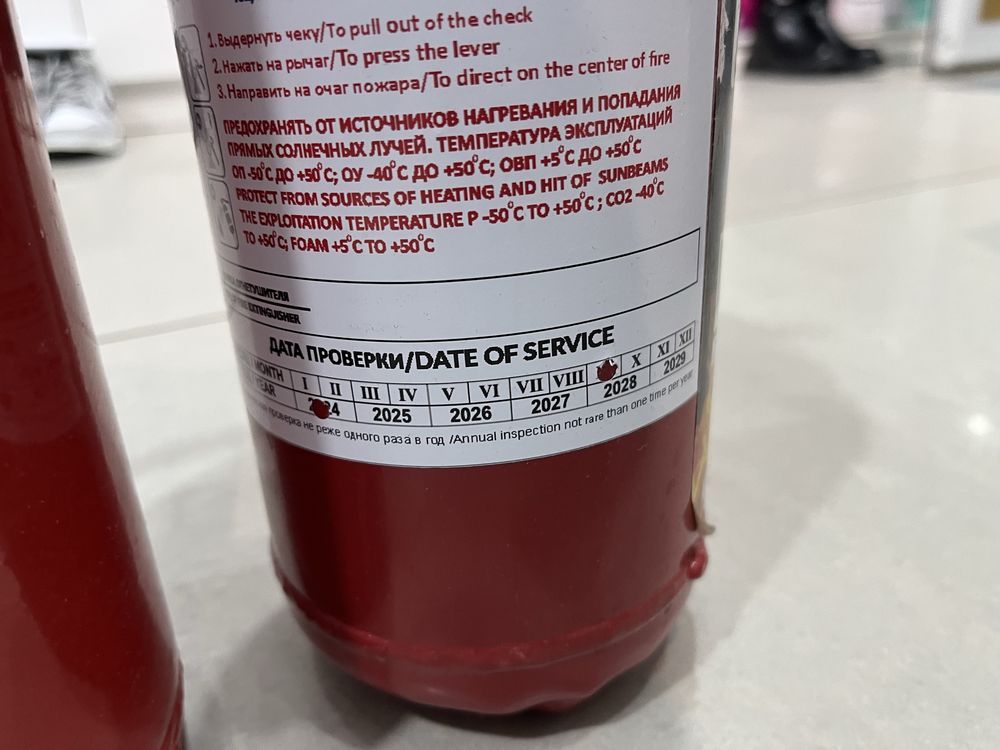 1. Выдернуть чеку/To pull out of the check
2. Нажать на рычаг/To press the lever
3. Направить на очаг пожара/To direct on the center of fire
ПРЕДОХРАНЯТЬ ОТ ИСТОЧНИКОВ НАГРЕВАНИЯ И ПОПАДАНИЯ
ПРЯМЫХ СОЛНЕЧНЫХ ЛУЧЕЙ. ТЕМПЕРАТУРА ЭКСПЛУАТАЦИЙ
ОП -50°С ДО +50°С; ОУ -40°С ДО +50°С; ОВП +5°С ДО +50°С
PROTECT FROM SOURCES OF HEATING AND HIT OF SUNBEAMS
THE EXPLOITATION TEMPERATURE P -50°C TO +50°C ; CO2 -40°C
TO +50°C; FOAM +5°C TO +50°C
ОГНЕТУШИТЕЛЯ
EXTINGUISHER
ДАТА ПРОВЕРКИ/DATE OF SERVICE
MONTH I II III IV V VI VII VIII X XI XII
YEAR 2024 2025 2026 2027 2028 2029
проверка не реже одного раза в год /Annual inspection not rare than one time per year